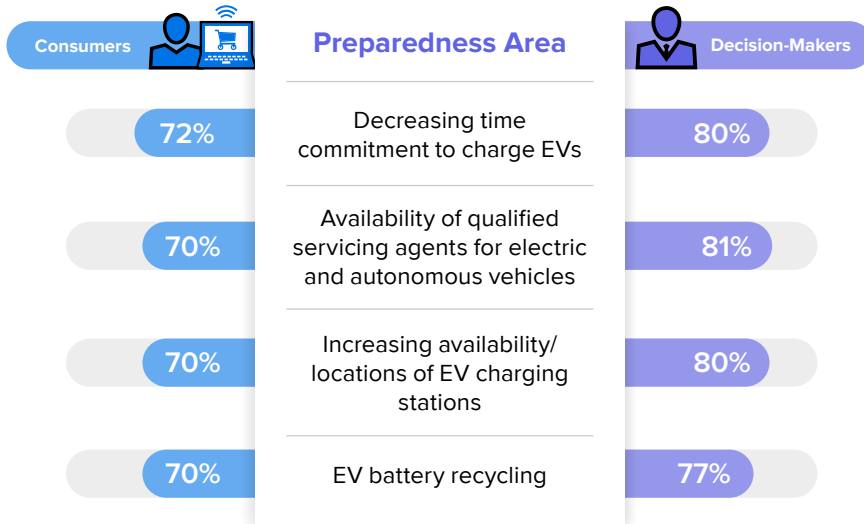 Consumers
Preparedness Area
Decision-Makers
72%
Decreasing time
commitment to charge EVs
80%
70%
Availability of qualified
servicing agents for electric
and autonomous vehicles
81%
70%
Increasing availability/
locations of EV charging
stations
80%
70%
EV battery recycling
77%